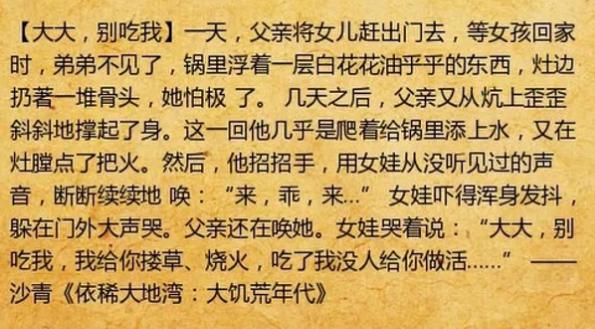 【大大，别吃我】一天，父亲将女儿赶出门去，等女孩回家
时，弟弟不见了，锅里浮着一层白花花油乎乎的东西，灶边
扔著一堆骨头，她怕极 了。 几天之后，父亲又从炕上歪歪
斜斜地撑起了身。这一回他几乎是爬着给锅里添上水，又在
灶膛点了把火。然后，他招招手，用女娃从没听见过的声
音，断断续续地 唤：“来，乖，来...” 女娃吓得浑身发抖，
躲在门外大声哭。父亲还在唤她。女娃哭着说：“大大，别
吃我，我给你搂草、烧火，吃了我没人给你做活......” ——
沙青《依稀大地湾：大饥荒年代》